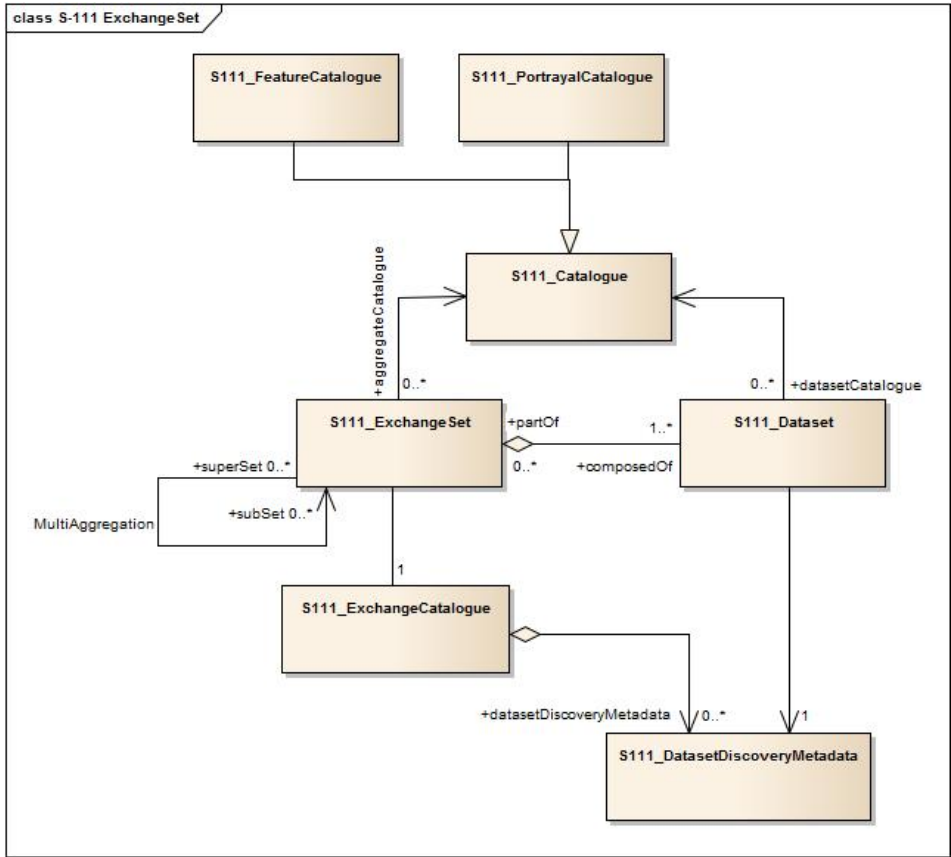 class S-111 ExchangeSet
S111_FeatureCatalogue
S111_PortrayalCatalogue
S111_Catalogue
+aggregateCatalogue
0..*
0..*
+datasetCatalogue
S111_ExchangeSet
+partOf
0..*
1..*
+composedOf
S111_Dataset
+superSet 0..*
+subSet 0..*
MultiAggregation
1
S111_ExchangeCatalogue
+datasetDiscoveryMetadata
0..*
1
S111_DatasetDiscoveryMetadata